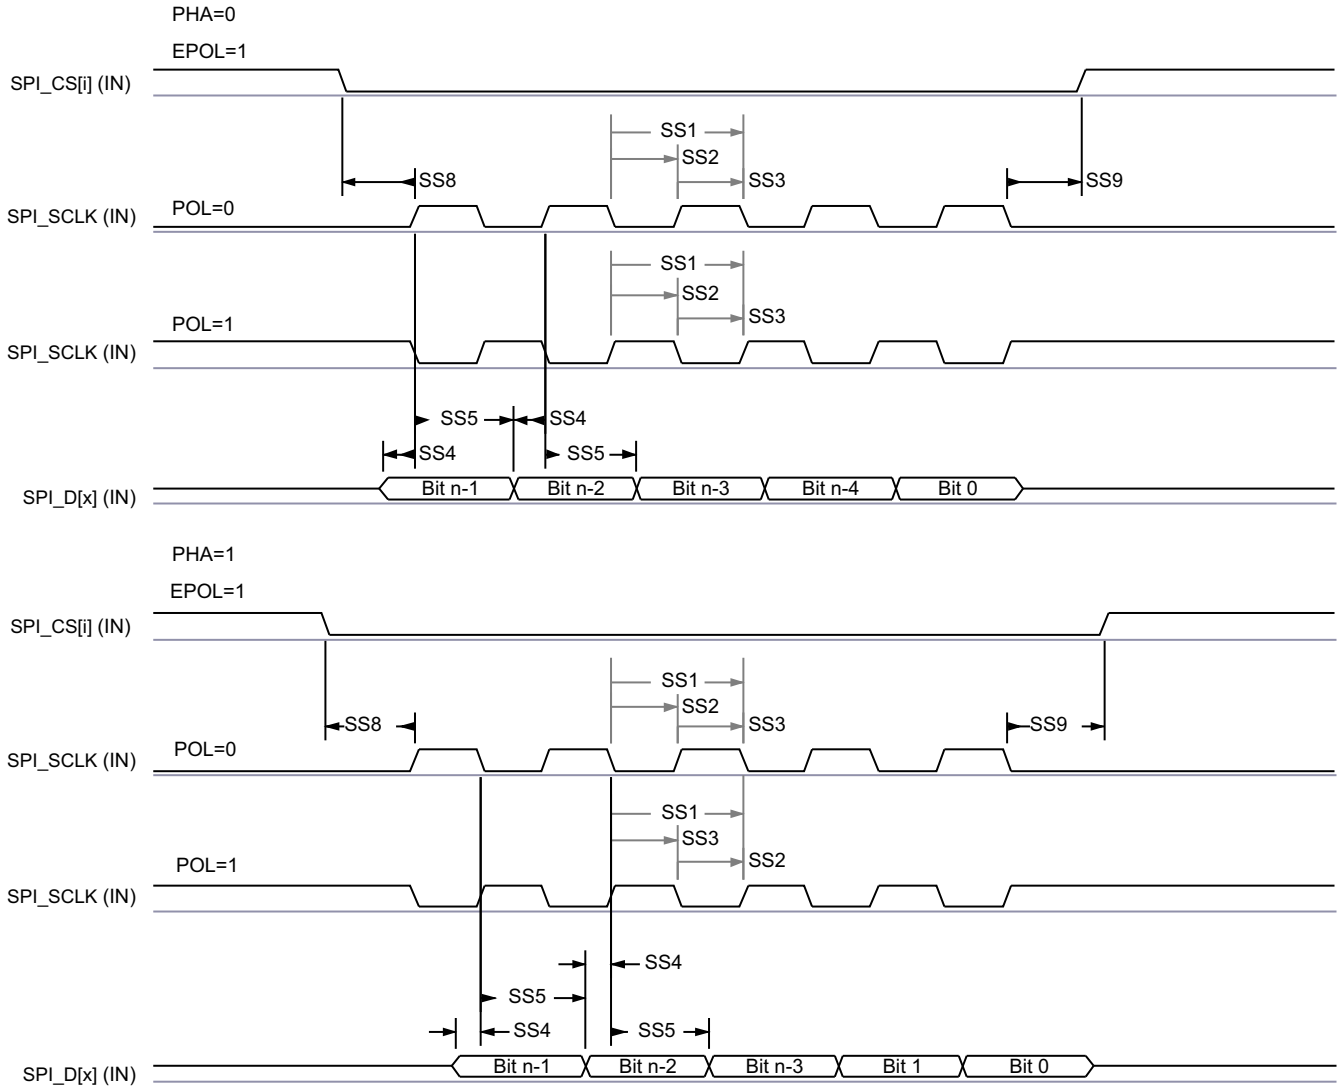 PHA=0
EPOL=1
SPI_CS[i] (IN)
SS1
SS2
SS8
SS3
SS9
POL=0
SPI_SCLK (IN)
SS1
SS2
SS3
POL=1
SPI_SCLK (IN)
SS5
SS4
SS4
SS5
SPI_D[x] (IN)
Bit n-1
Bit n-2
Bit n-3
Bit n-4
Bit 0
PHA=1
EPOL=1
SPI_CS[i] (IN)
SS1
SS2
SS8
SS3
SS9
POL=0
SPI_SCLK (IN)
SS1
SS3
SS2
POL=1
SPI_SCLK (IN)
SS4
SS5
SS4
SS5
SPI_D[x] (IN)
Bit n-1
Bit n-2
Bit n-3
Bit 1
Bit 0